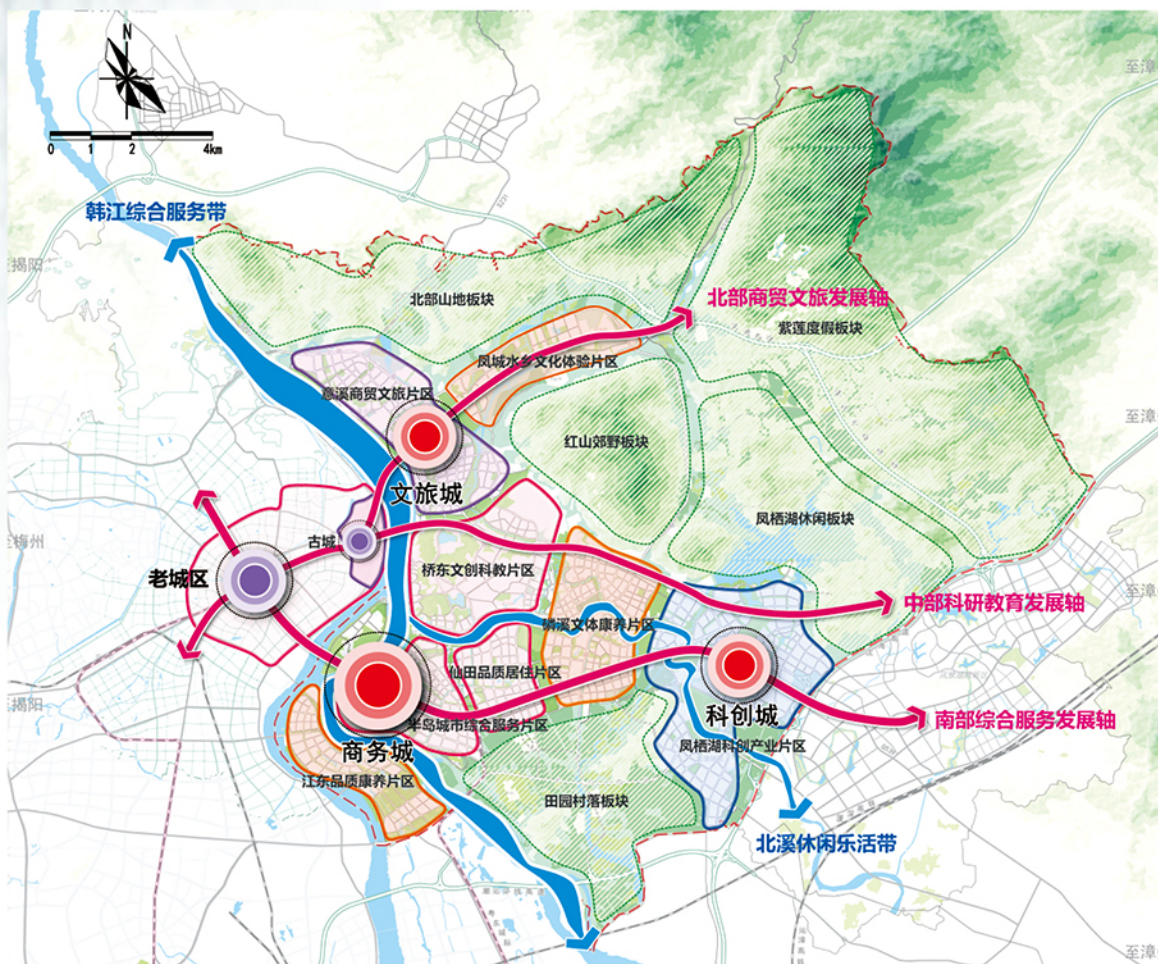 N
0 1 2 4km
至漳
韩江综合服务带
至揭阳
北部山地板块
北部商贸文旅发展轴
紫莲度假板块
凤城水乡文化体验片区
意溪商贸文旅片区
至漳
红山郊野板块
文旅城
凤栖湖休闲板块
古城
至梅州
老城区
桥东文创科教片区
至漳
中部科研教育发展轴
磷溪文体康养片区
仙田品质居住片区
至揭阳
科创城
南部综合服务发展轴
半岛城市综合服务片区
商务城
凤栖湖科创产业片区
江东品质康养片区
田园村落板块
北溪休闲乐活带
至漳